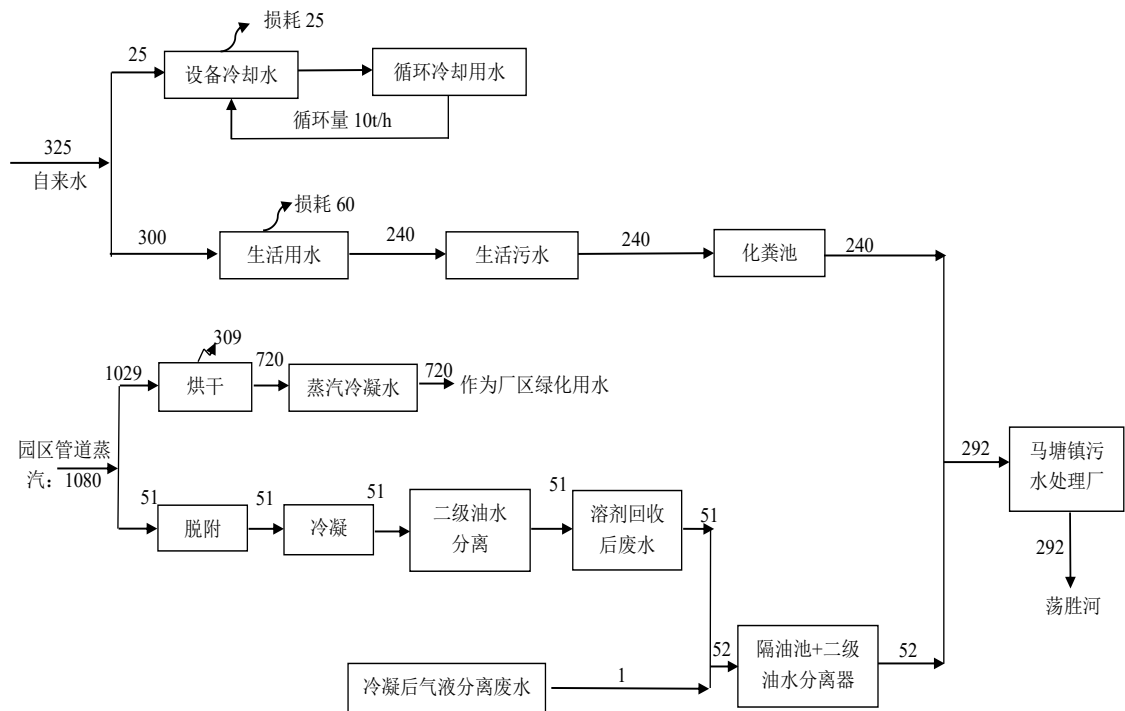 损耗 25
25
设备冷却水
循环冷却用水
循环量 10t/h
325
自来水
损耗 60
300
生活用水
240
生活污水
240
化粪池
240
309
1029
烘干
720
蒸汽冷凝水
720
作为厂区绿化用水
园区管道蒸
汽：1080
51
脱附
51
冷凝
51
二级油水
分离
51
溶剂回收
后废水
51
292
马塘镇污
水处理厂
292
荡胜河
冷凝后气液分离废水
1
52
隔油池+二级
油水分离器
52